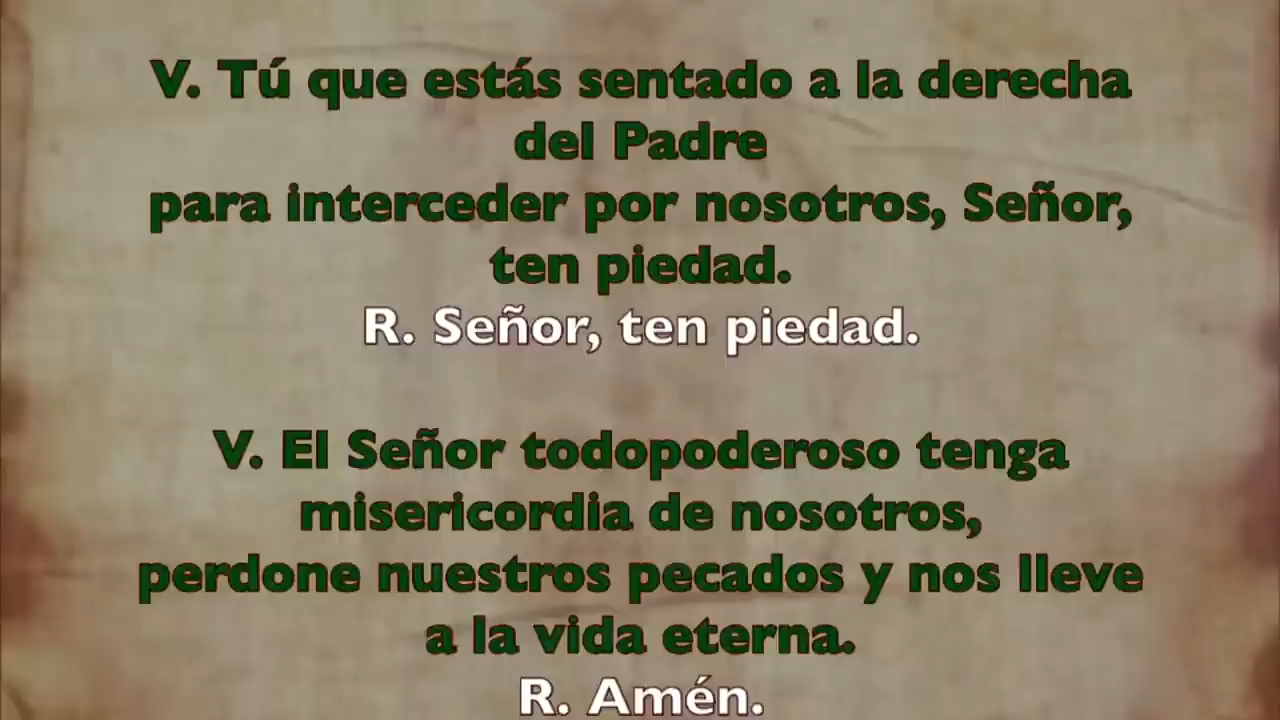 V. Tú que estás sentado a la derecha
del Padre
para interceder por nosotros, Señor,
ten piedad.
R. Señor, ten piedad.
V. El Señor todopoderoso tenga
misericordia de nosotros,
perdone nuestros pecados y nos lleve
a la vida eterna.
R. Amén.